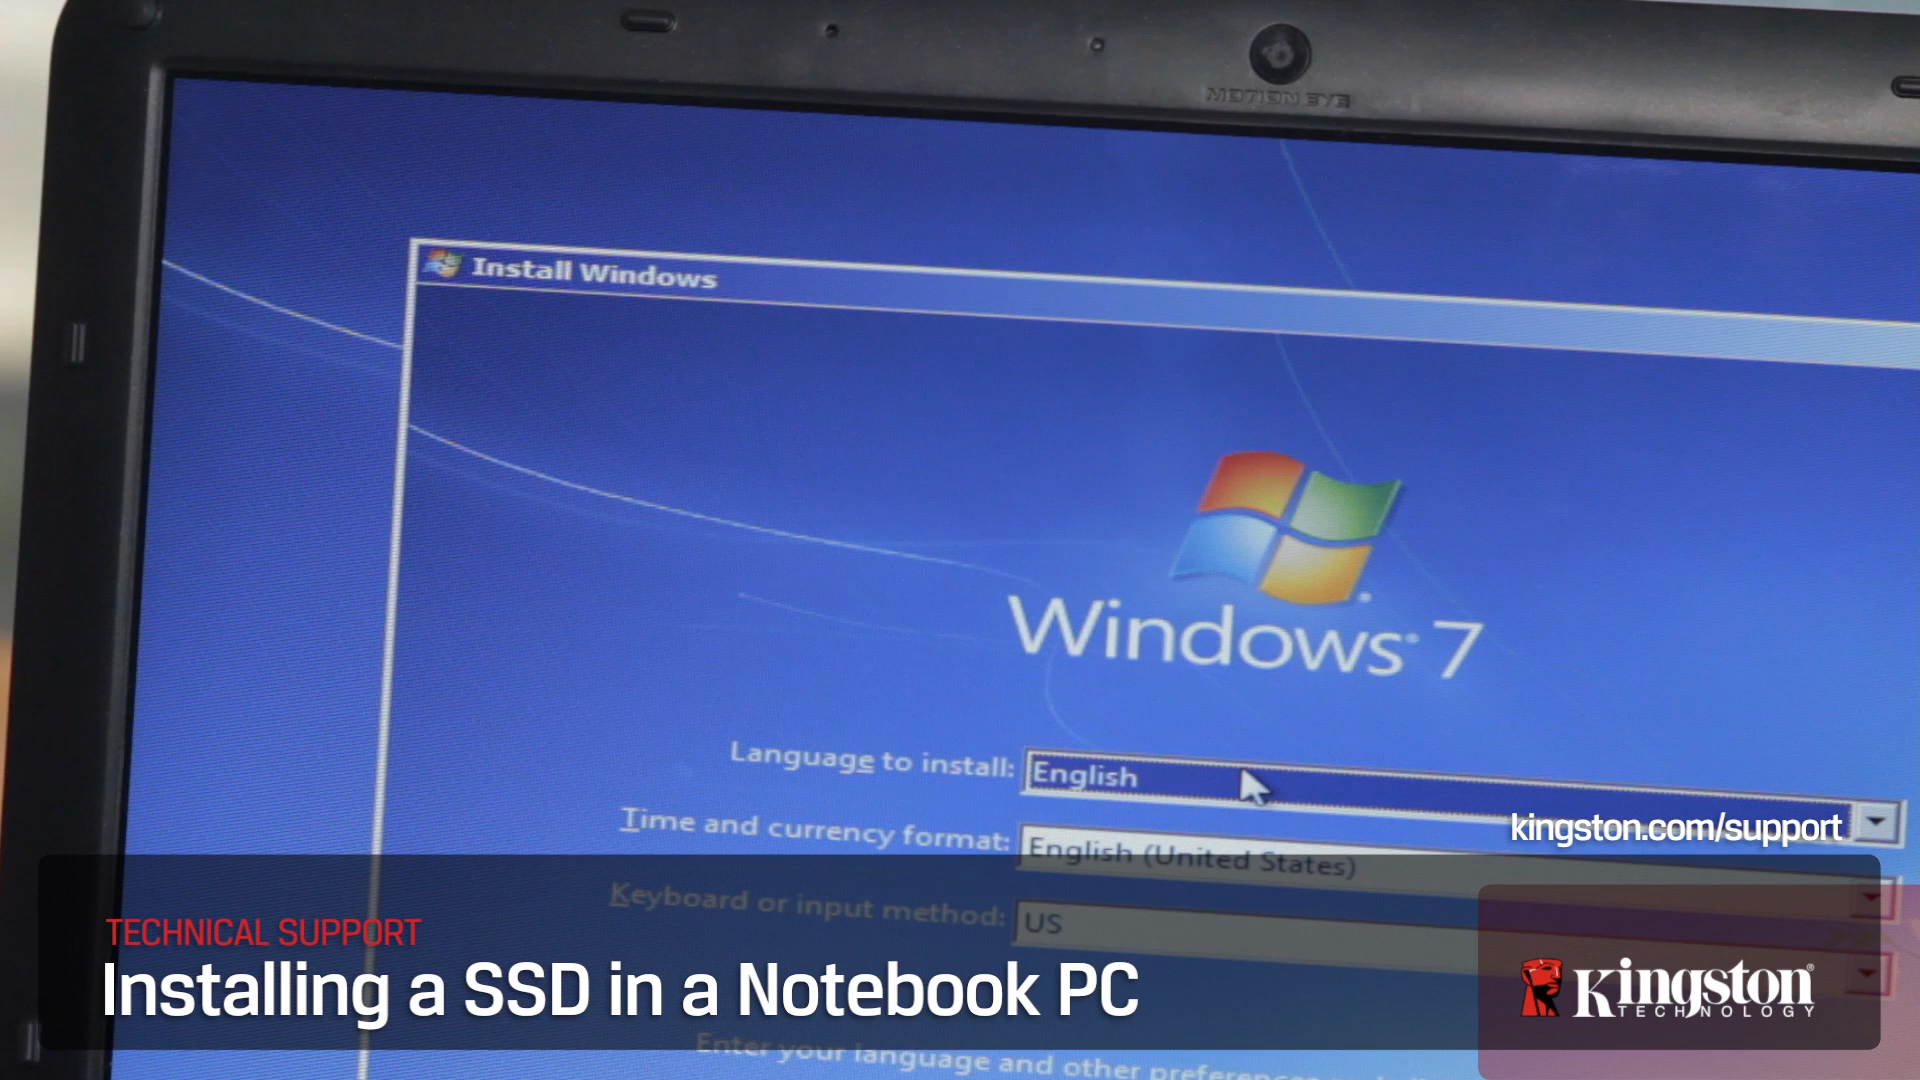 MOTION EYE
Install Windows
Windows® 7
Language to install: English
kingston.com/support
Time and currency format: English (United States)
Keyboard or input method: US
TECHNICAL SUPPORT
Installing a SSD in a Notebook PC
Kingston®
TECHNOLOGY
Enter your language and other preferences